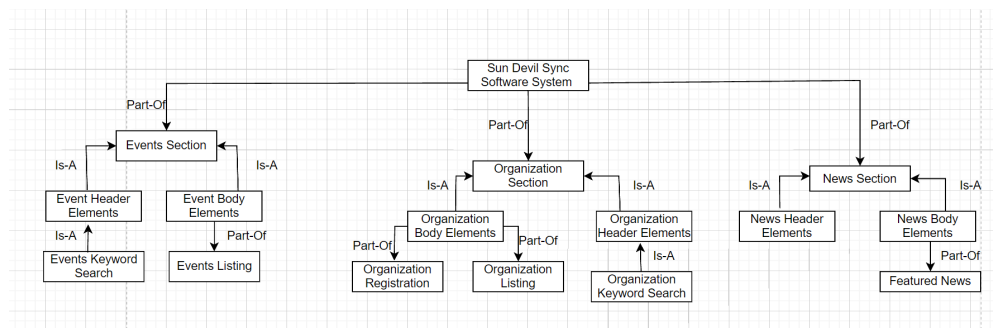 Sun Devil Sync
Software System
Part-Of
Part-Of
Part-Of
Events Section
Is-A
Is-A
Organization
Section
Is-A
Is-A
News Section
Is-A
Is-A
Event Header
Elements
Event Body
Elements
Organization
Body Elements
Organization
Header Elements
News Header
Elements
News Body
Elements
Is-A
Part-Of
Part-Of
Part-Of
Is-A
Part-Of
Events Keyword
Search
Events Listing
Organization
Registration
Organization
Listing
Organization
Keyword Search
Featured News